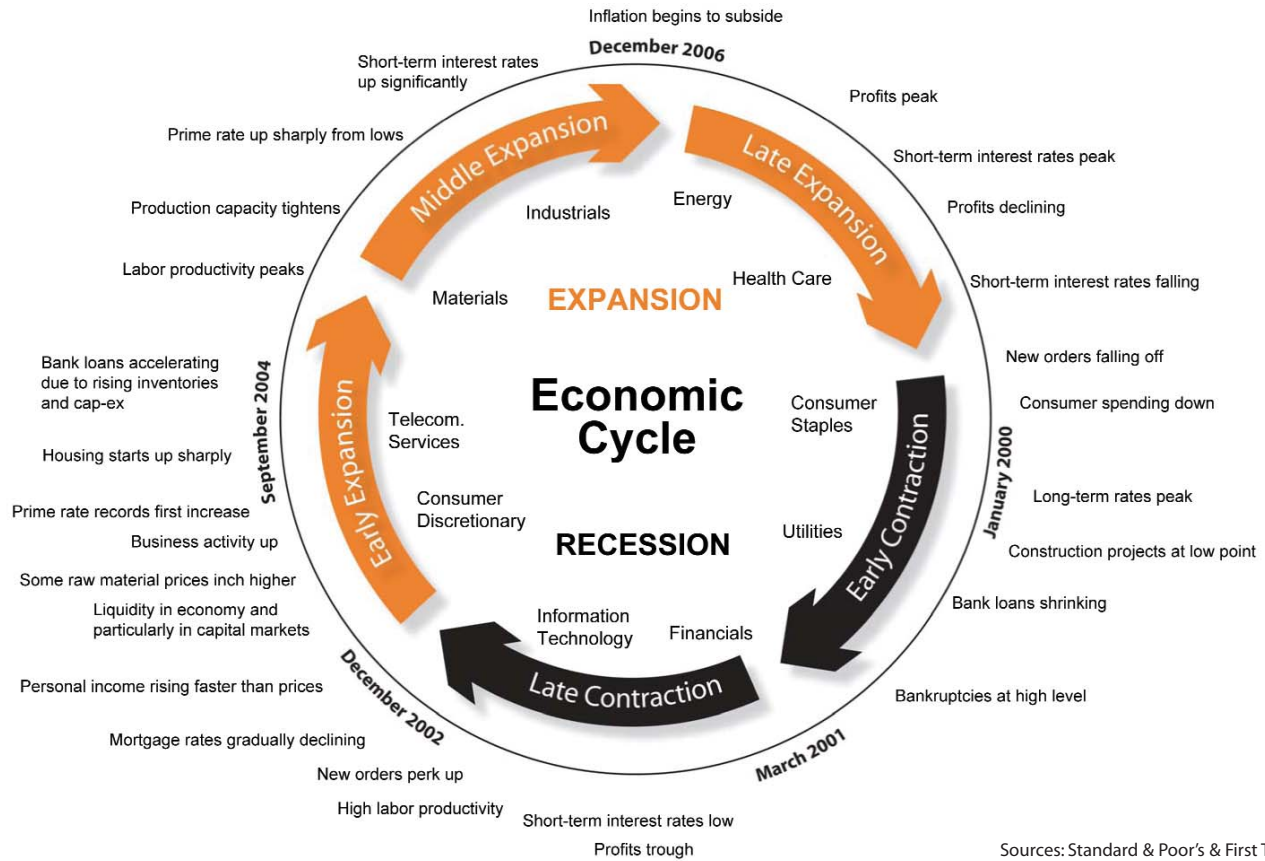 Inflation begins to subside
December 2006
Short-term interest rates
up significantly
Profits peak
Prime rate up sharply from lows
Middle Expansion
Late Expansion
Short-term interest rates peak
Production capacity tightens
Industrials
Energy
Profits declining
Labor productivity peaks
Materials
EXPANSION
Health Care
Short-term interest rates falling
Bank loans accelerating
due to rising inventories
and cap-ex
September 2004
New orders falling off
Economic
Cycle
Telecom.
Services
Consumer
Staples
Consumer spending down
Housing starts up sharply
Early Expansion
Early Contraction
January 2000
Prime rate records first increase
Consumer
Discretionary
Long-term rates peak
Business activity up
RECESSION
Utilities
Construction projects at low point
Some raw material prices inch higher
Bank loans shrinking
Liquidity in economy and
particularly in capital markets
Information
Technology
Financials
Personal income rising faster than prices
December 2002
Late Contraction
Bankruptcies at high level
Mortgage rates gradually declining
March 2001
New orders perk up
High labor productivity
Short-term interest rates low
Profits trough
Sources: Standard & Poor's & First